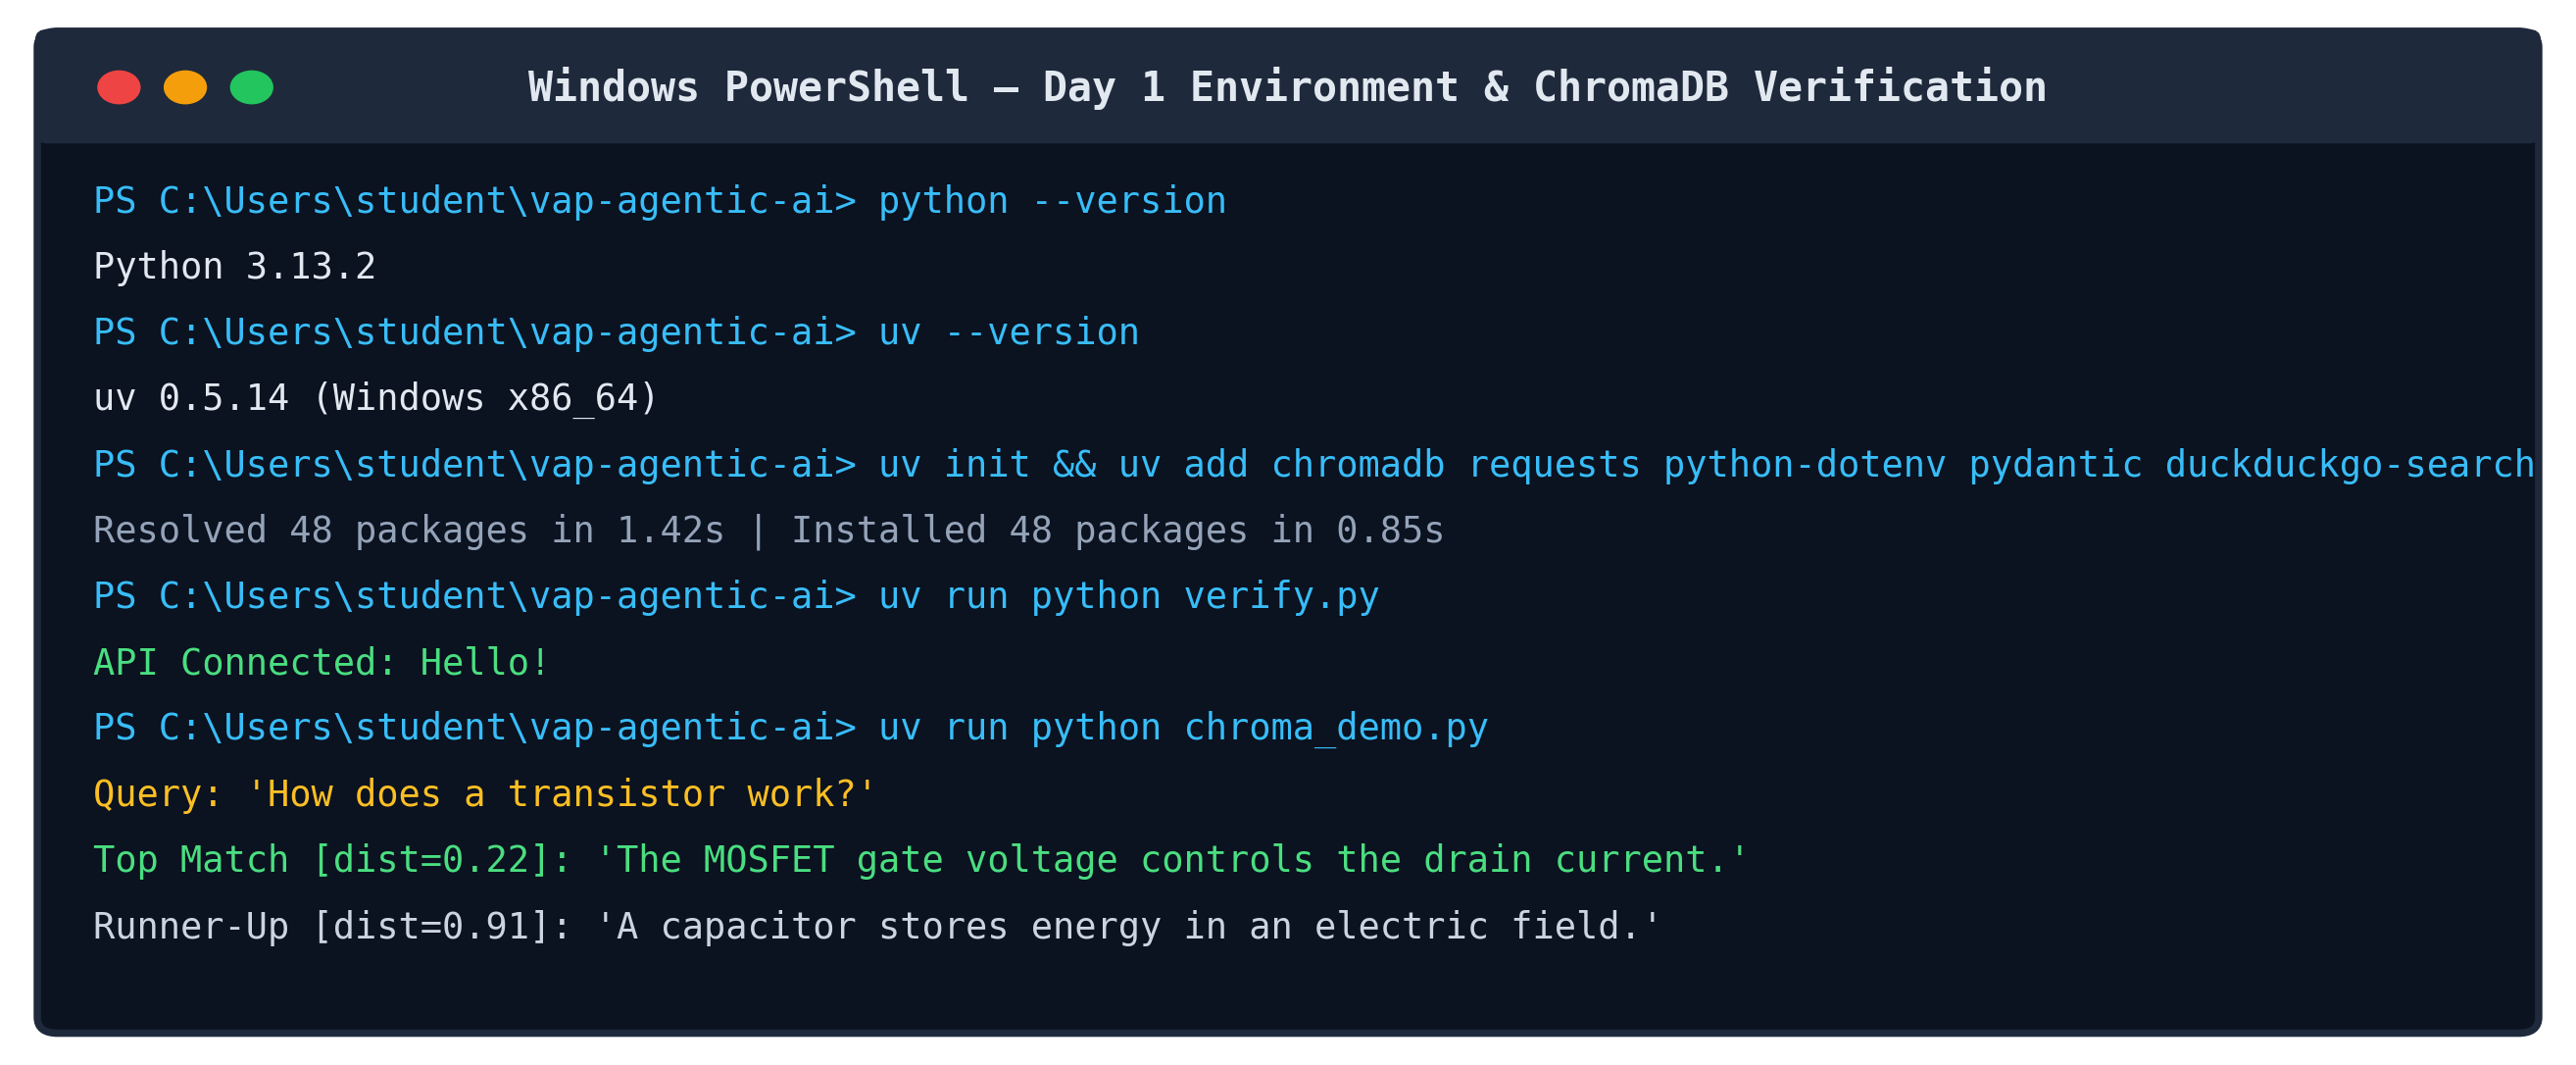 Windows PowerShell — Day 1 Environment & ChromaDB Verification
PS C:\Users\student\vap-agentic-ai> python --version
Python 3.13.2
PS C:\Users\student\vap-agentic-ai> uv --version
uv 0.5.14 (Windows x86_64)
PS C:\Users\student\vap-agentic-ai> uv init && uv add chromadb requests python-dotenv pydantic duckduckgo-search
Resolved 48 packages in 1.42s | Installed 48 packages in 0.85s
PS C:\Users\student\vap-agentic-ai> uv run python verify.py
API Connected: Hello!
PS C:\Users\student\vap-agentic-ai> uv run python chroma_demo.py
Query: 'How does a transistor work?'
Top Match [dist=0.22]: 'The MOSFET gate voltage controls the drain current.'
Runner-Up [dist=0.91]: 'A capacitor stores energy in an electric field.'